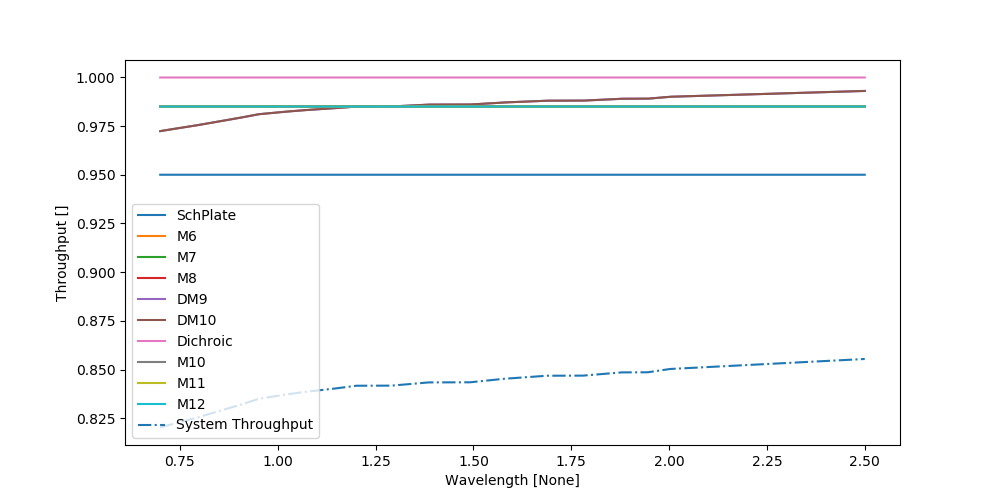 1.000
0.975
0.950
0.925
0.900
0.875
0.850
0.825
Throughput []
SchPlate
M6
M7
M8
DM9
DM10
Dichroic
M10
M11
M12
System Throughput
0.75 1.00 1.25 1.50 1.75 2.00 2.25 2.50
Wavelength [None]